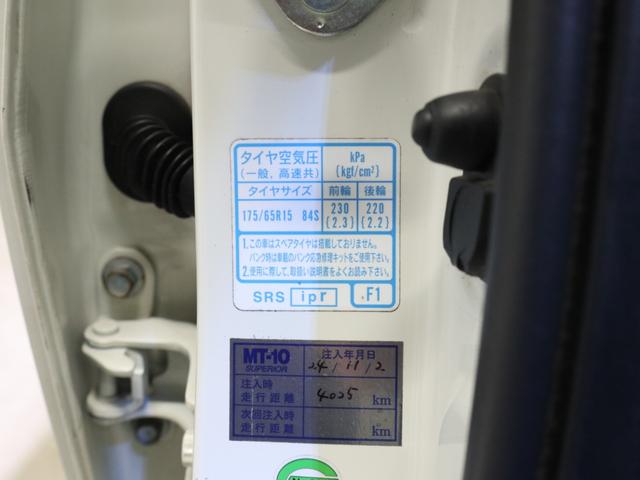 タイヤ空気圧
(一般,高速共)
kPa
(kgf/cm²)
タイヤサイズ 前輪 後輪
175/65R15 84S 230 220
(2.3) (2.2)
1.この車はスペアタイヤは搭載しておりません。
パンク時は車載のパンク応急修理キットをご使用下さい。
2.使用に際して、取扱い説明書をよくお読み下さい。
SRS ipr F1
MT-10
SUPERIOR
注入年月日
24/11/2
注入時
走行距離 4025 km
次回注入時
走行距離 km